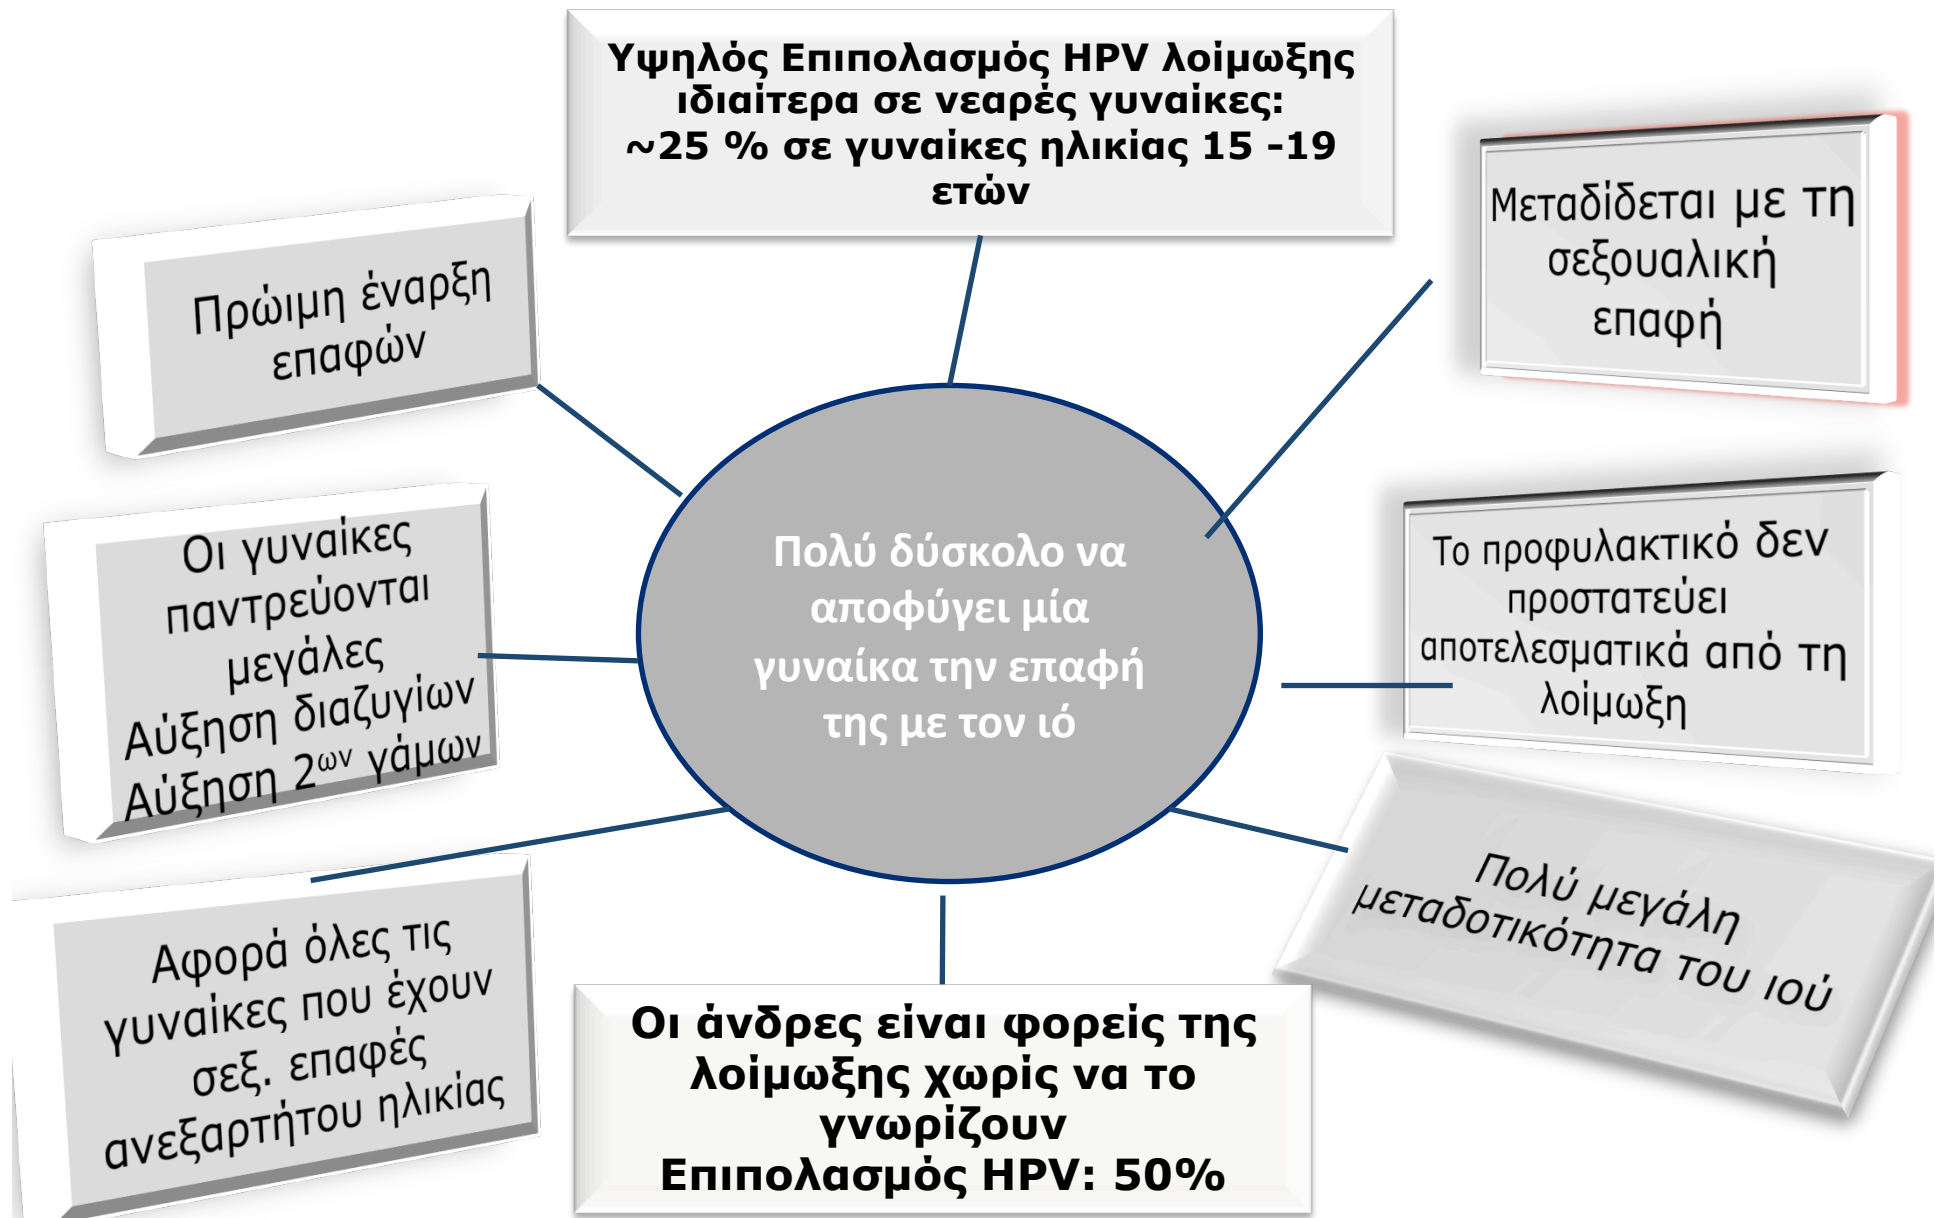 Υψηλός Επιπολασμός HPV λοίμωξης
ιδιαίτερα σε νεαρές γυναίκες:
~25 % σε γυναίκες ηλικίας 15 -19
ετών
Πρώιμη έναρξη
επαφών
Μεταδίδεται με τη
σεξουαλική
επαφή
Οι γυναίκες
παντρεύονται
μεγάλες
Αύξηση διαζυγίων
Αύξηση 2ων γάμων
Πολύ δύσκολο να
αποφύγει μία
γυναίκα την επαφή
της με τον ιό
Το προφυλακτικό δεν
προστατεύει
αποτελεσματικά από τη
λοίμωξη
Αφορά όλες τις
γυναίκες που έχουν
σεξ. επαφές
ανεξαρτήτου ηλικίας
Οι άνδρες είναι φορείς της
λοίμωξης χωρίς να το
γνωρίζουν
Επιπολασμός HPV: 50%
Πολύ μεγάλη
μεταδοτικότητα του ιού